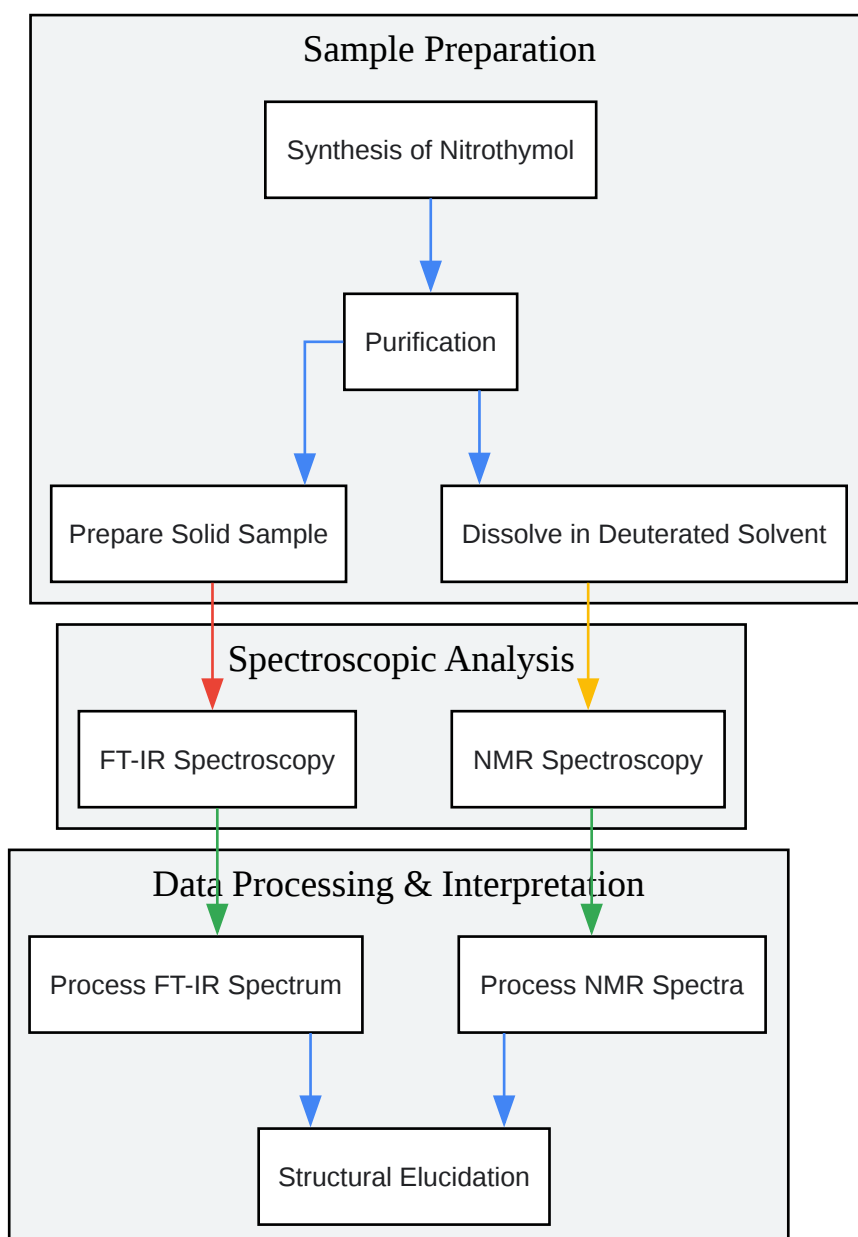 Sample Preparation
Synthesis of Nitrothymol
Purification
Prepare Solid Sample
Dissolve in Deuterated Solvent
Spectroscopic Analysis
FT-IR Spectroscopy
NMR Spectroscopy
Data Processing & Interpretation
Process FT-IR Spectrum
Process NMR Spectra
Structural Elucidation